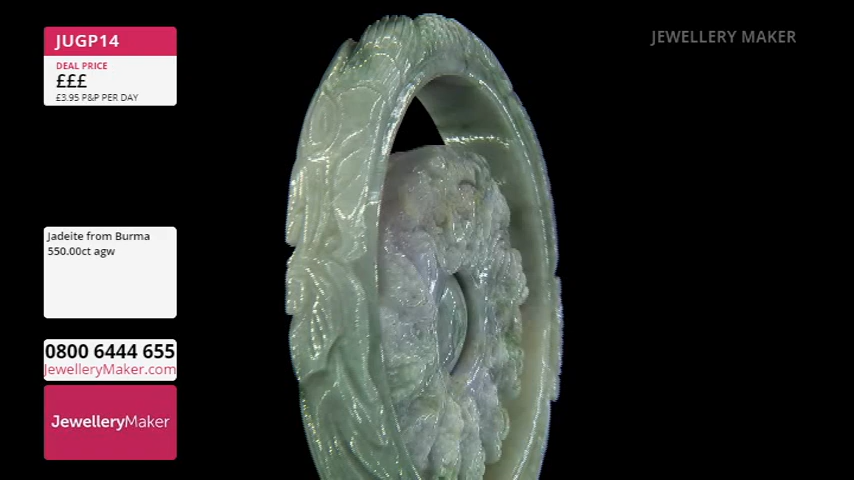 JUGP14
DEAL PRICE
£££
£3.95 P&P PER DAY
JEWELLERY MAKER
Jadeite from Burma
550.00ct agw
0800 6444 655
JewelleryMaker.com
JewelleryMaker